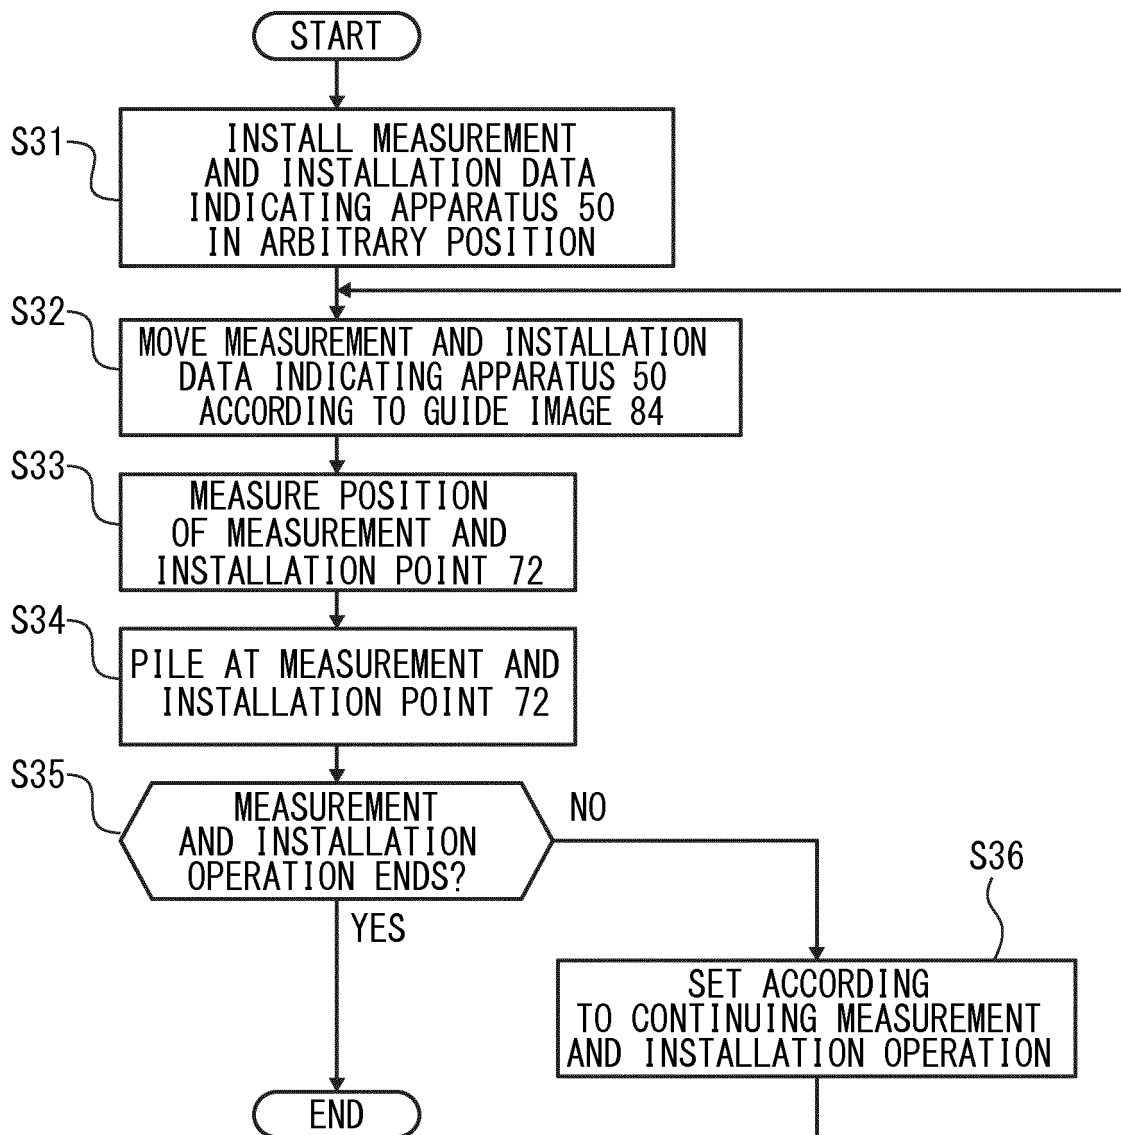 START
S31
INSTALL MEASUREMENT
AND INSTALLATION DATA
INDICATING APPARATUS 50
IN ARBITRARY POSITION
S32
MOVE MEASUREMENT AND INSTALLATION
DATA INDICATING APPARATUS 50
ACCORDING TO GUIDE IMAGE 84
S33
MEASURE POSITION
OF MEASUREMENT AND
INSTALLATION POINT 72
S34
PILE AT MEASUREMENT AND
INSTALLATION POINT 72
S35
MEASUREMENT
AND INSTALLATION
OPERATION ENDS?
NO
YES
S36
SET ACCORDING
TO CONTINUING MEASUREMENT
AND INSTALLATION OPERATION
END